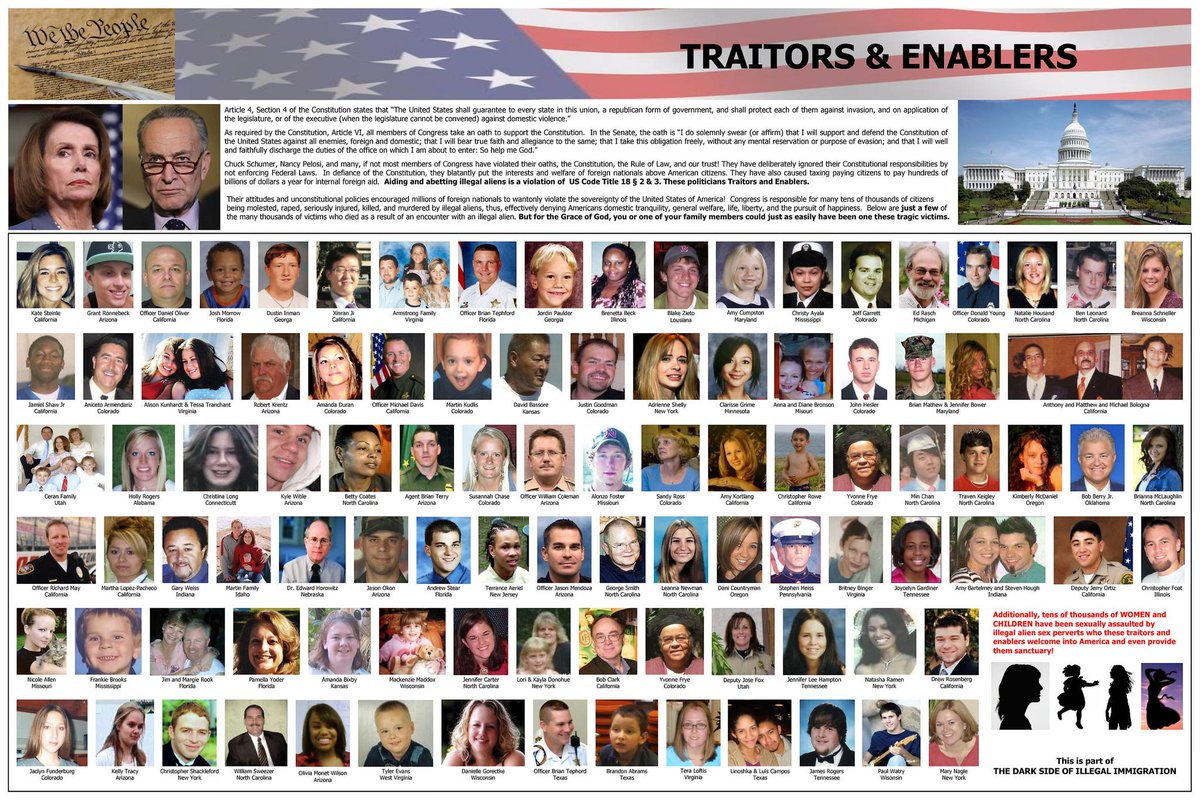 We the People
TRAITORS & ENABLERS
Article 4, Section 4 of the Constitution states that "The United States shall guarantee to every state in this union, a republican form of government, and shall protect each of them against invasion, and on application of
the legislature, or of the executive (when the legislature cannot be convened) against domestic violence."
As required by the Constitution, Article VI, all members of Congress take an oath to support the Constitution. In the Senate, the oath is "I do solemnly swear (or affirm) that I will support and defend the Constitution of
the United States against all enemies, foreign and domestic; that I will bear true faith and allegiance to the same; that I take this obligation freely, without any mental reservation or purpose of evasion; and that I will well
and faithfully discharge the duties of the office on which I am about to enter: So help me God."
Chuck Schumer, Nancy Pelosi, and many, if not most members of Congress have violated their oaths, the Constitution, the Rule of Law, and our trust! They have deliberately ignored their Constitutional responsibilities by
not enforcing Federal Laws. In defiance of the Constitution, they blatantly put the interests and welfare of foreign nationals above American citizens. They have also caused taxing paying citizens to pay hundreds of
billions of dollars a year for internal foreign aid. Aiding and abetting illegal aliens is a violation of US Code Title 18 § 2 & 3. These politicians Traitors and Enablers.
Their attitudes and unconstitutional policies encouraged millions of foreign nationals to wantonly violate the sovereignty of the United States of America! Congress is responsible for many tens of thousands of citizens
being molested, raped, seriously injured, killed, and murdered by illegal aliens, thus, effectively denying Americans domestic tranquility, general welfare, life, liberty, and the pursuit of happiness. Below are just a few of
the many thousands of victims who died as a result of an encounter with an illegal alien. But for the Grace of God, you or one of your family members could just as easily have been one these tragic victims.
Kate Steinle Grant Ronnebeck Officer Daniel Oliver Josh Morrow Dustin Inman Xinran Ji Armstrong Family Officer Brian Tephford Jordin Paulder Brenetta Beck Blake Zieto Amy Cumpston Christy Ayala Jeff Garrett Ed Rasch Officer Donald Young Natalie Housand Ben Leonard Breanna Schneller
California Arizona California Florida Georgia California Virginia Florida Georgia Illinois Lousiana Maryland Mississippi Colorado Michigan Colorado North Carolina North Carolina Wisconsin
Jamiel Shaw Jr Aniceto Armendariz Alison Kunhardt & Tessa Tranchant Robert Krentz Amanda Duran Officer Michael Davis Martin Kudlis David Bassore Justin Goodman Adrienne Shelly Clarisse Grime Anna and Diane Bronson John Hesler Brian Mathew & Jennifer Bower Anthony and Matthew and Michael Bologna
California Colorado Virginia Arizona Colorado California Colorado Kansas Colorado New York Minnesota Misouri Colorado Maryland California
Ceran Family Holly Rogers Christina Long Kyle Wible Betty Coates Agent Brian Terry Susannah Chase Officer William Coleman Alonzo Foster Sandy Ross Amy Kortlang Christopher Rowe Yvonne Frye Min Chan Traven Keigley Kimberly McDaniel Bob Berry Jr. Brianna McLaughlin
Utah Alabama Connecticutt Arizona North Carolina Arizona Colorado Arizona Missouri Colorado California California Colorado North Carolina North Carolina Oregon Oklahoma North Carolina
Officer Richard May Martha Lopez-Pacheco Gary Weiss Martin Family Dr. Edward Horowitz Jason Okon Andrew Stear Terrance Aeriel Officer Jason Mendoza George Smith Leanna Newman Dani Countryman Stephen Heiss Britney Binger Joycelyn Gardiner Amy Bertelmey and Steven Hough Deputy Jerry Ortiz Christopher Foat
California California Indiana Idaho Nebraska Arizona Florida New Jersey Arizona North Carolina North Carolina Oregon Pennsylvania Virginia Tennessee Indiana California Illinois
Nicole Allen Frankie Brooks Jim and Margie Rook Pamella Yoder Amanda Bixby Mackenzie Maddox Jennifer Carter Lori & Kayla Donohue Bob Clark Yvonne Frye Deputy Jose Fox Jennifer Lee Hampton Natasha Ramen Drew Rosenberg
Missouri Mississippi Florida Florida Kansas Wisconsin North Carolina New York California Colorado Utah Tennessee New York California
Additionally, tens of thousands of WOMEN and
CHILDREN have been sexually assaulted by
illegal alien sex perverts who these traitors and
enablers welcome into America and even provide
them sanctuary!
Jaclyn Funderburg Kelly Tracy Christopher Shackleford William Sweezer Olivia Monet Wilson Tyler Evans Danielle Goretcke Officer Brian Tephord Brandon Abrams Tera Loftis Linoshka & Luis Campos James Rogers Paul Watry Mary Nagle
Florida Arizona New York North Carolina Arizona West Virginia Wisconsin Texas Texas Virginia Texas Tennessee Wisonsin New York
This is part of
THE DARK SIDE OF ILLEGAL IMMIGRATION